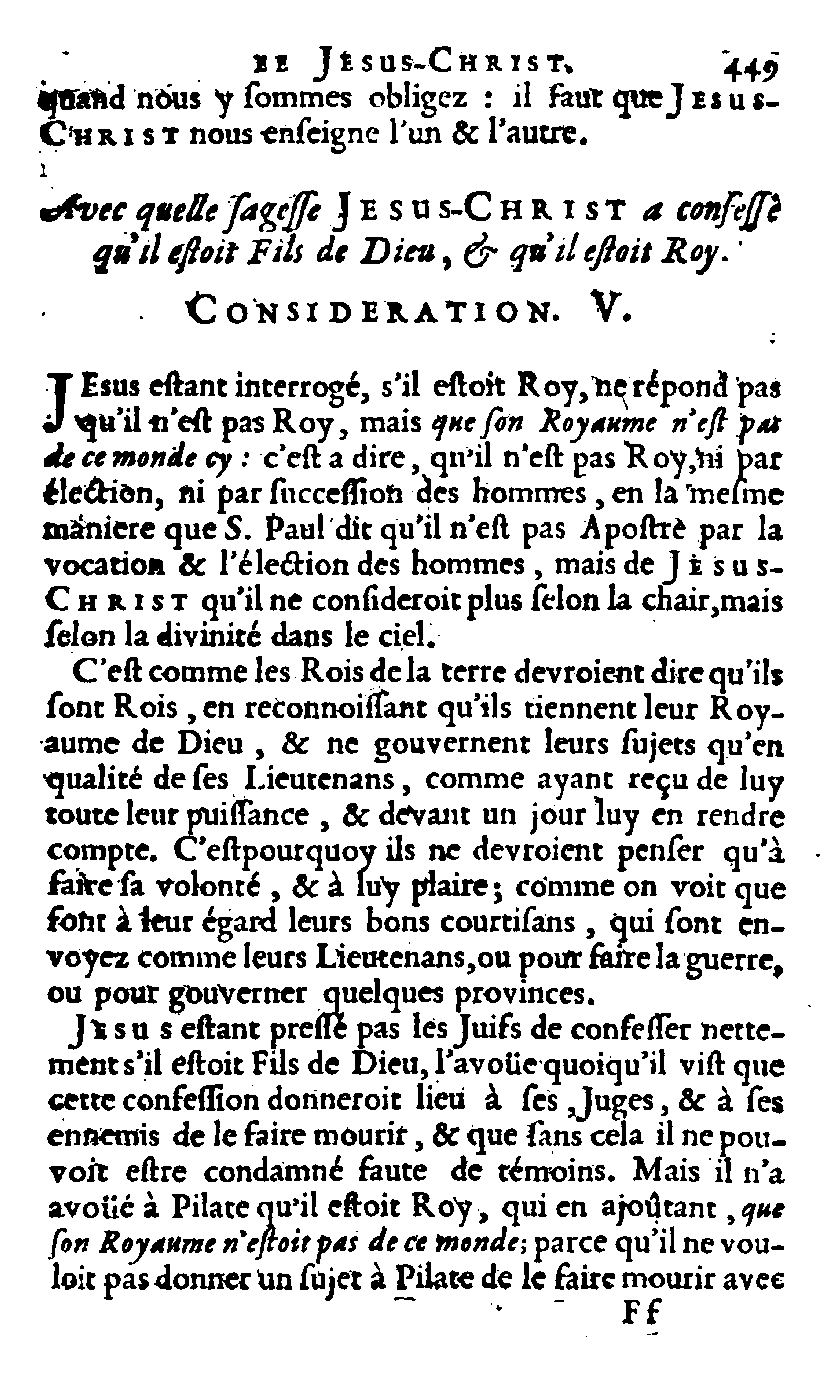 DE JESUS-CHRIST. 449
quand nous y ſommes obligez : il faut que JESUS-
CHRIST nous enſeigne l'un & l'autre.
Avec quelle ſageſſe JESUS-CHRIST a confeſſé
qu'il eſtoit Fils de Dieu, & qu'il eſtoit Roy.
CONSIDERATION. V.
JEsus eſtant interrogé, s'il eſtoit Roy, ne répond pas
qu'il n'eſt pas Roy, mais que ſon Royaume n'eſt pas
de ce monde cy : c'eſt a dire, qu'il n'eſt pas Roy, ni par
élection, ni par ſucceſſion des hommes, en la meſme
maniere que S. Paul dit qu'il n'eſt pas Apoſtre par la
vocation & l'élection des hommes, mais de JESUS-
CHRIST qu'il ne conſideroit plus ſelon la chair, mais
ſelon la divinité dans le ciel.
C'eſt comme les Rois de la terre devroient dire qu'ils
ſont Rois, en reconnoiſſant qu'ils tiennent leur Roy-
aume de Dieu, & ne gouvernent leurs ſujets qu'en
qualité de ſes Lieutenans, comme ayant reçu de luy
toute leur puiſſance, & devant un jour luy en rendre
compte. C'eſtpourquoy ils ne devroient penſer qu'à
faire ſa volonté, & à luy plaire; comme on voit que
font à leur égard leurs bons courtiſans, qui ſont en-
voyez comme leurs Lieutenans, ou pour faire la guerre,
ou pour gouverner quelques provinces.
JESUS eſtant preſſé pas les Juifs de confeſſer nette-
ment s'il eſtoit Fils de Dieu, l'avoüe quoiqu'il viſt que
cette confeſſion donneroit lieu à ſes Juges, & à ſes
ennemis de le faire mourir, & que ſans cela il ne pou-
voit eſtre condamné faute de témoins. Mais il n'a
avoüé à Pilate qu'il eſtoit Roy, qui en ajoûtant, que
ſon Royaume n'eſtoit pas de ce monde; parce qu'il ne vou-
loit pas donner un ſujet à Pilate de le faire mourir avec
Ff